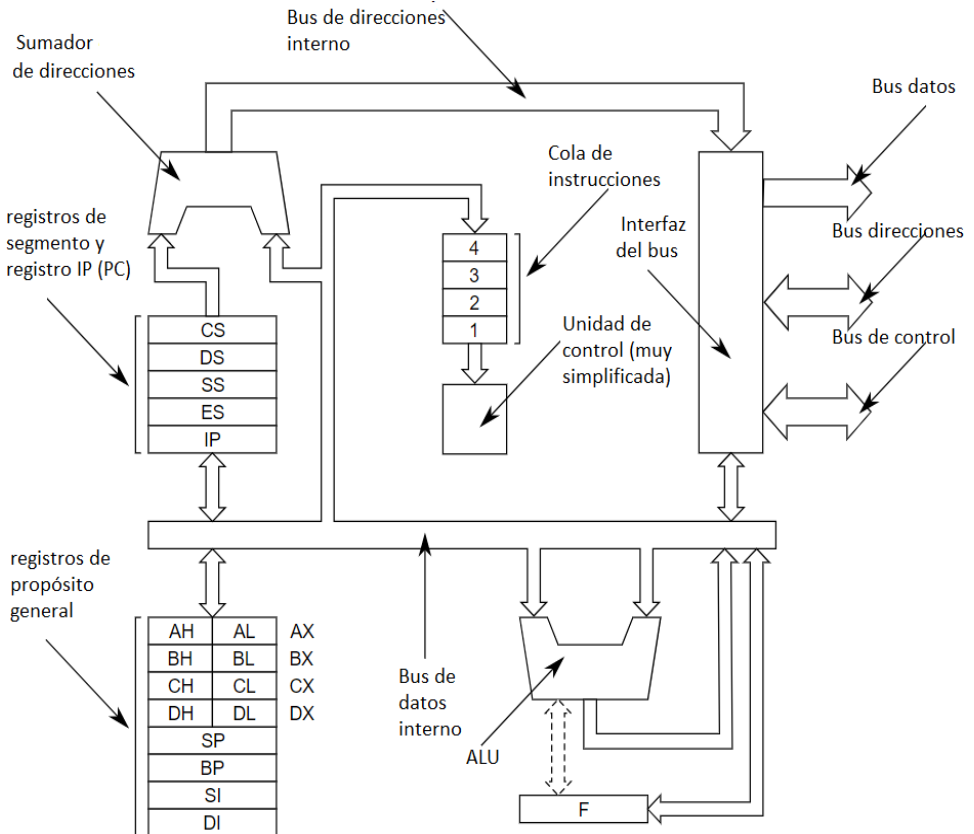 Bus de direcciones
interno
Sumador
de direcciones
Bus datos
Cola de
instrucciones
registros de
segmento y
registro IP (PC)
Interfaz
del bus
Bus direcciones
4
3
2
1
Unidad de
control (muy
simplificada)
Bus de control
CS
DS
SS
ES
IP
registros de
propósito
general
AH AL AX
BH BL BX
CH CL CX
DH DL DX
SP
BP
SI
DI
Bus de
datos
interno
ALU
F